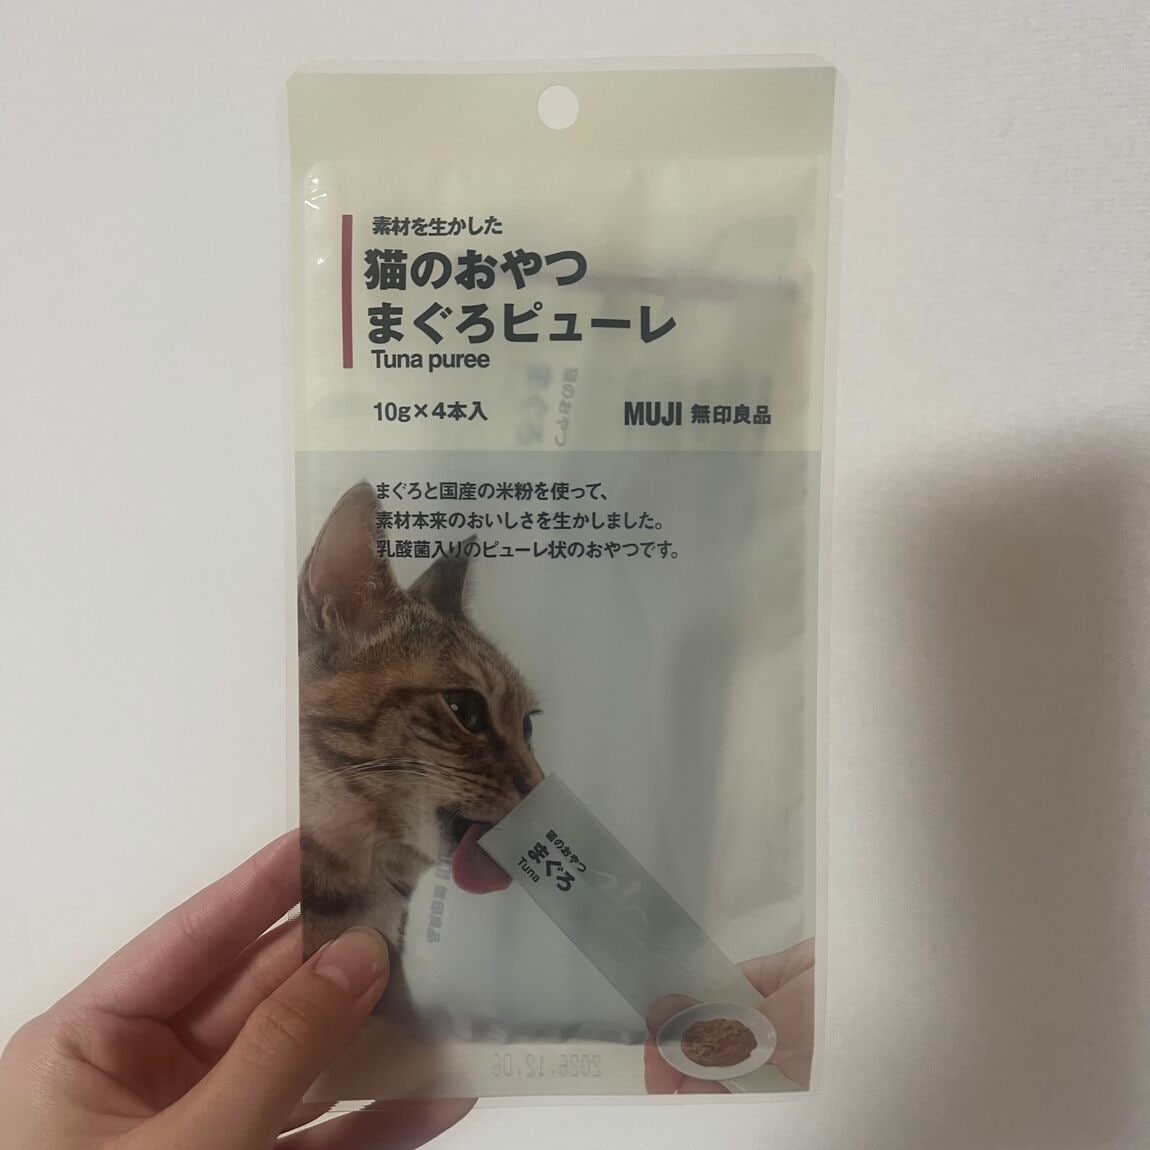 素材を生かした
猫のおやつ
まぐろピューレ
Tuna puree
10g×4本入
MUJI 無印良品
まぐろと国産の米粉を使って、
素材本来のおいしさを生かしました。
乳酸菌入りのピューレ状のおやつです。
猫のおやつ
まぐろ
Tuna
無印良品
2026.12.06